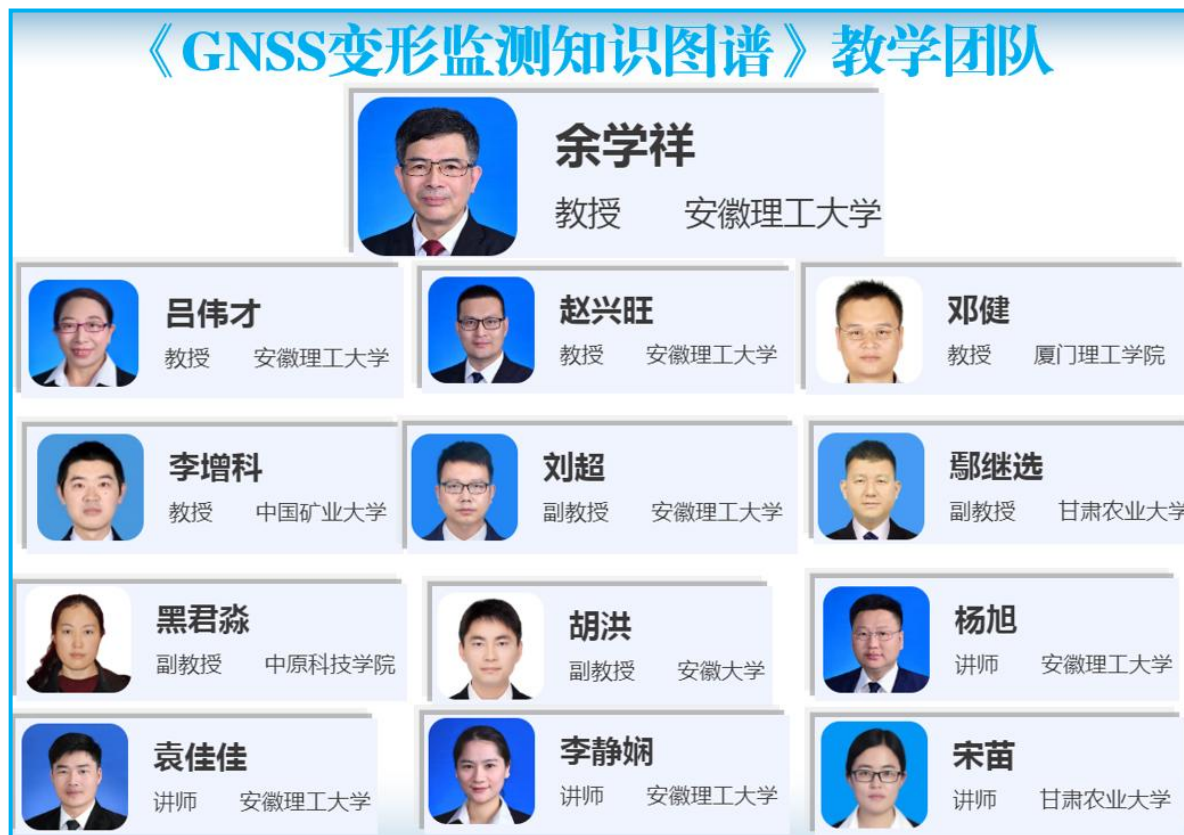 《GNSS变形监测知识图谱》教学团队
余学祥
教授 安徽理工大学
吕伟才
教授 安徽理工大学
赵兴旺
教授 安徽理工大学
邓健
教授 厦门理工学院
李增科
教授 中国矿业大学
刘超
副教授 安徽理工大学
鄢继选
副教授 甘肃农业大学
黑君淼
副教授 中原科技学院
胡洪
副教授 安徽大学
杨旭
讲师 安徽理工大学
袁佳佳
讲师 安徽理工大学
李静娴
讲师 安徽理工大学
宋苗
讲师 甘肃农业大学